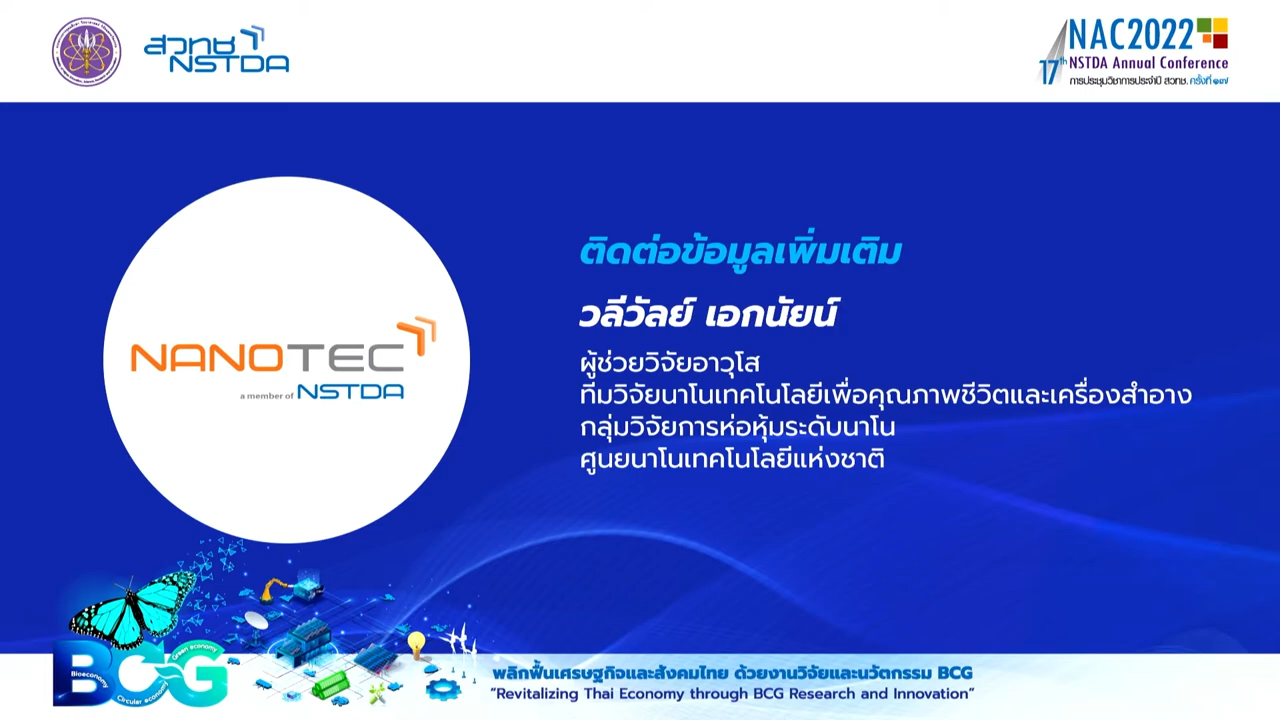 สวทช
NSTDA
NAC2022
17th NSTDA Annual Conference
การประชุมวิชาการประจำปี สวทช. ครั้งที่ ๑๗
ติดต่อข้อมูลเพิ่มเติม
วลีวัลย์ เอกนัยน์
ผู้ช่วยวิจัยอาวุโส
ทีมวิจัยนาโนเทคโนโลยีเพื่อคุณภาพชีวิตและเครื่องสำอาง
กลุ่มวิจัยการห่อหุ้มระดับนาโน
ศูนยนาโนเทคโนโลยีแห่งชาติ
NANOTEC
a member of NSTDA
BCG
Bioeconomy
Circular economy
Green economy
พลิกฟื้นเศรษฐกิจและสังคมไทย ด้วยงานวิจัยและนวัตกรรม BCG
“Revitalizing Thai Economy through BCG Research and Innovation”